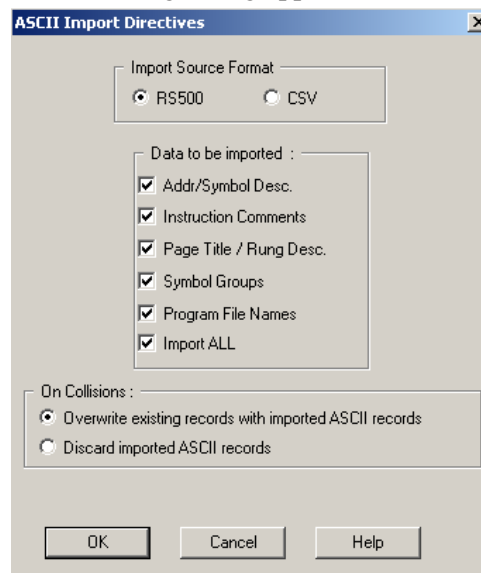 ASCII Import Directives
Import Source Format
RS500 CSV
Data to be imported :
Addr/Symbol Desc.
Instruction Comments
Page Title / Rung Desc.
Symbol Groups
Program File Names
Import ALL
On Collisions :
Overwrite existing records with imported ASCII records
Discard imported ASCII records
OK Cancel Help